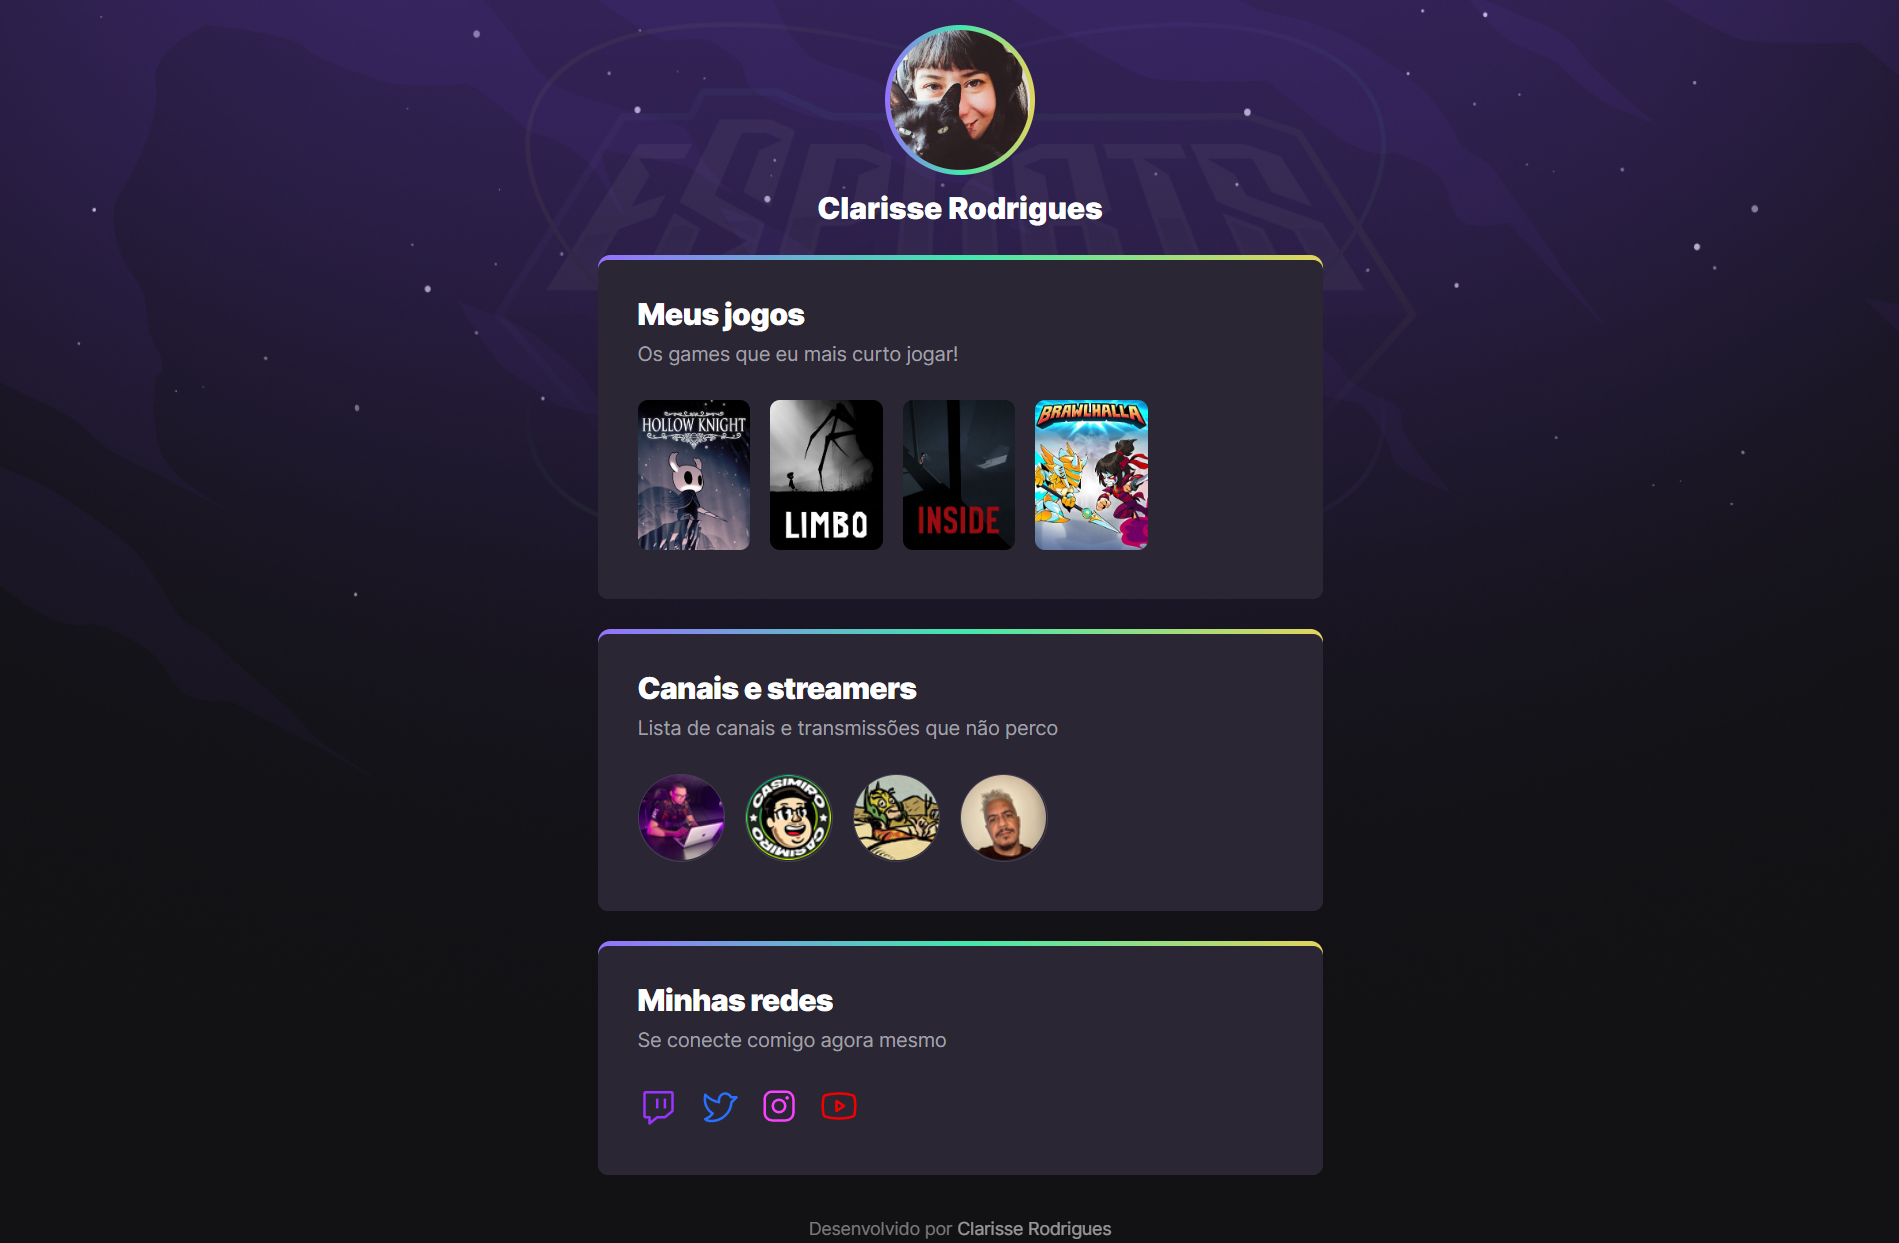 ESPORTS
Clarisse Rodrigues
Meus jogos
Os games que eu mais curto jogar!
HOLLOW KNIGHT
LIMBO
INSIDE
BRAWLHALLA
Canais e streamers
Lista de canais e transmissões que não perco
CASIMIRO
CASIMIRO
Minhas redes
Se conecte comigo agora mesmo
Desenvolvido por Clarisse Rodrigues